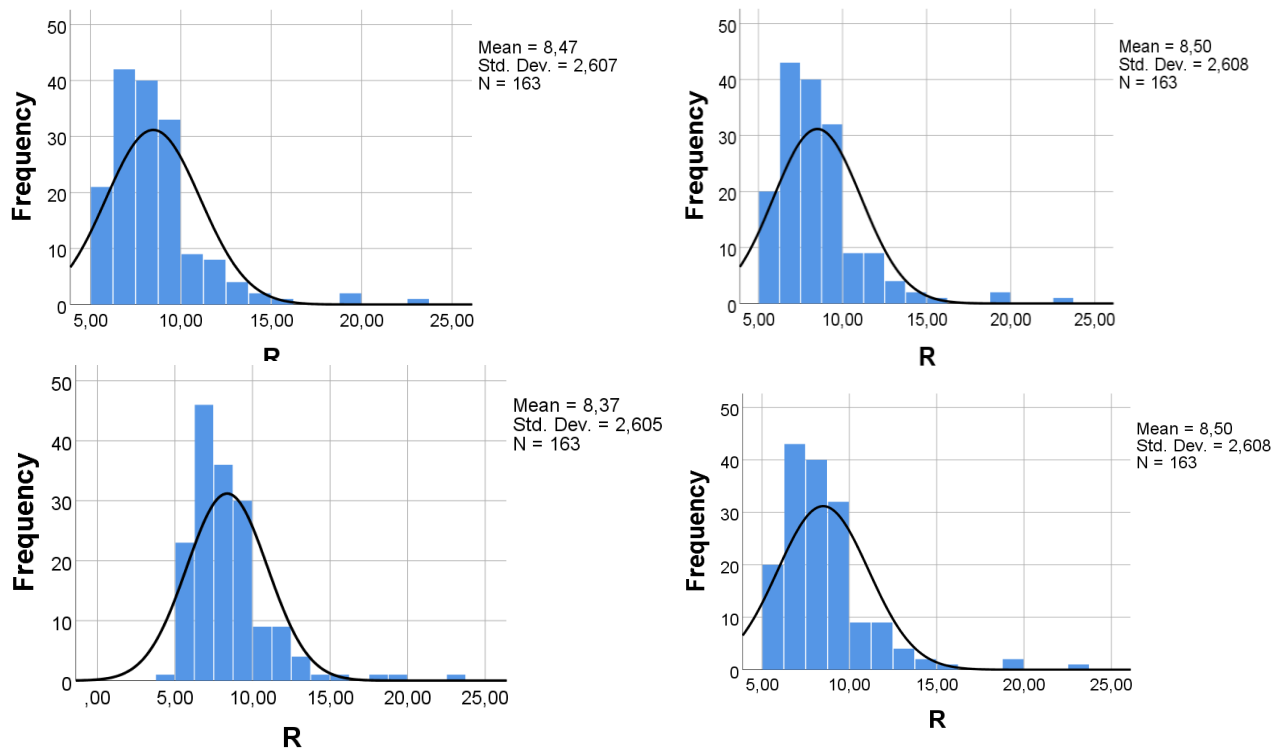 Frequency
50
40
30
20
10
0
5,00 10,00 15,00 20,00 25,00
R
Mean = 8,47
Std. Dev. = 2,607
N = 163
Frequency
50
40
30
20
10
0
5,00 10,00 15,00 20,00 25,00
R
Mean = 8,50
Std. Dev. = 2,608
N = 163
Frequency
50
40
30
20
10
0
,00 5,00 10,00 15,00 20,00 25,00
R
Mean = 8,37
Std. Dev. = 2,605
N = 163
Frequency
50
40
30
20
10
0
5,00 10,00 15,00 20,00 25,00
R
Mean = 8,50
Std. Dev. = 2,608
N = 163